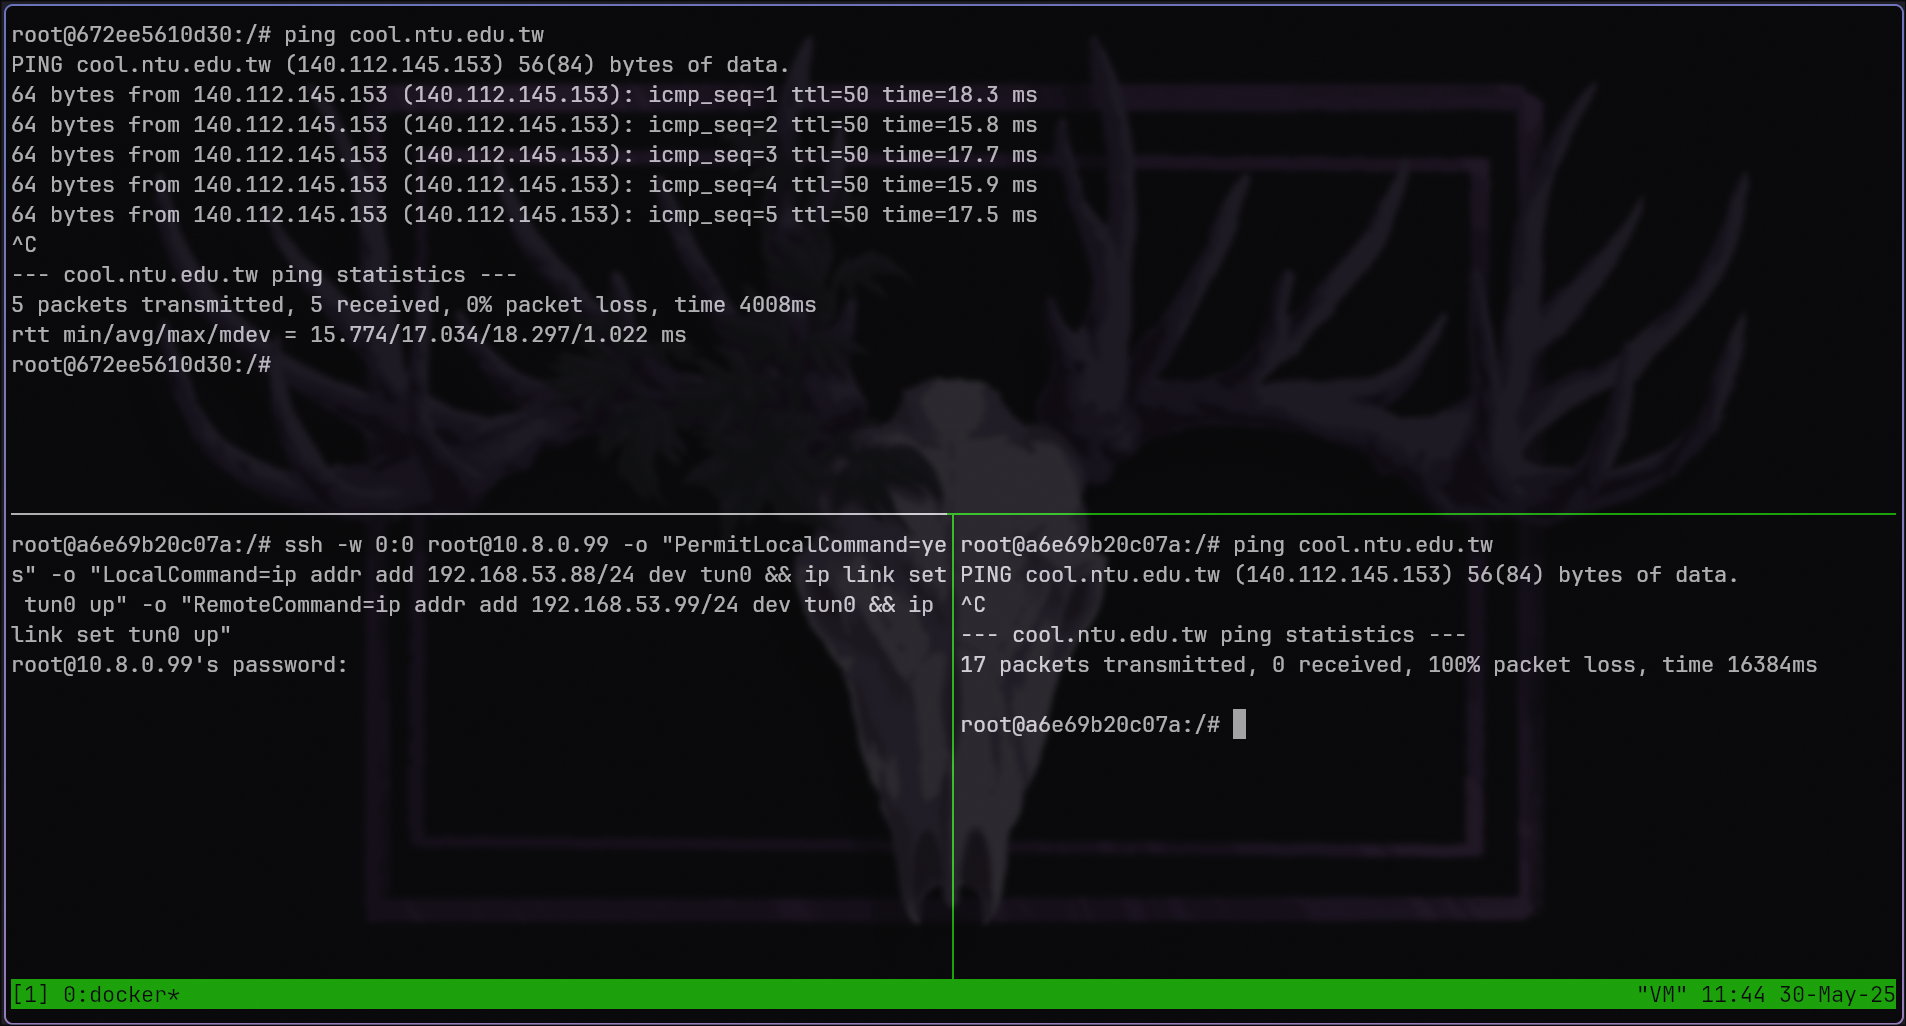 root@672ee5610d30:/# ping cool.ntu.edu.tw
PING cool.ntu.edu.tw (140.112.145.153) 56(84) bytes of data.
64 bytes from 140.112.145.153 (140.112.145.153): icmp_seq=1 ttl=50 time=18.3 ms
64 bytes from 140.112.145.153 (140.112.145.153): icmp_seq=2 ttl=50 time=15.8 ms
64 bytes from 140.112.145.153 (140.112.145.153): icmp_seq=3 ttl=50 time=17.7 ms
64 bytes from 140.112.145.153 (140.112.145.153): icmp_seq=4 ttl=50 time=15.9 ms
64 bytes from 140.112.145.153 (140.112.145.153): icmp_seq=5 ttl=50 time=17.5 ms
^C
--- cool.ntu.edu.tw ping statistics ---
5 packets transmitted, 5 received, 0% packet loss, time 4008ms
rtt min/avg/max/mdev = 15.774/17.034/18.297/1.022 ms
root@672ee5610d30:/#
root@a6e69b20c07a:/# ssh -w 0:0 root@10.8.0.99 -o "PermitLocalCommand=ye
s" -o "LocalCommand=ip addr add 192.168.53.88/24 dev tun0 && ip link set
 tun0 up" -o "RemoteCommand=ip addr add 192.168.53.99/24 dev tun0 && ip
link set tun0 up"
root@10.8.0.99's password:
root@a6e69b20c07a:/# ping cool.ntu.edu.tw
PING cool.ntu.edu.tw (140.112.145.153) 56(84) bytes of data.
^C
--- cool.ntu.edu.tw ping statistics ---
17 packets transmitted, 0 received, 100% packet loss, time 16384ms
root@a6e69b20c07a:/#
[1] 0:docker* "VM" 11:44 30-May-25